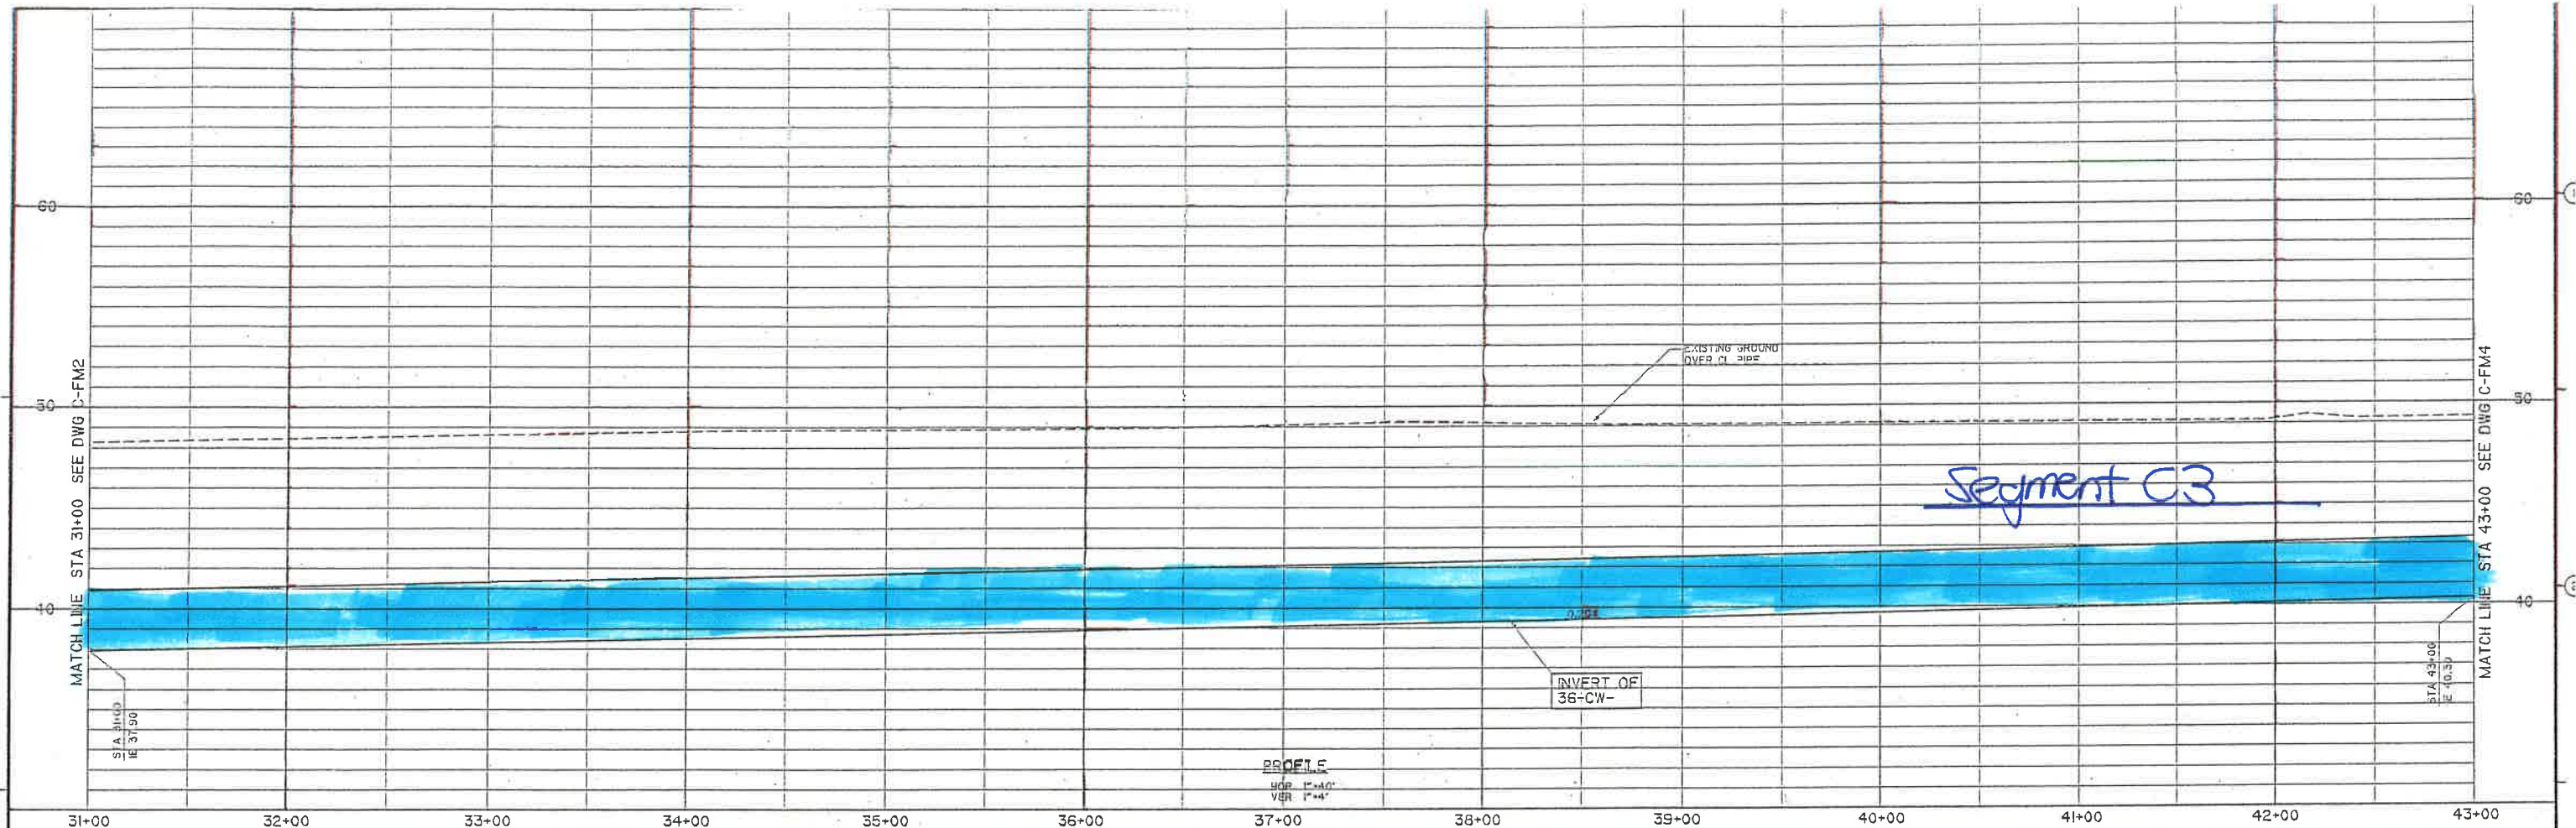 60
60
EXISTING GROUND
OVER CL PIPE
50
50
MATCH LINE STA 31+00 SEE DWG C-FM2
MATCH LINE STA 43+00 SEE DWG C-FM4
Segment C3
40
40
INVERT OF
36-CW-
STA 31+00
IE 37.90
STA 43+00
IE 40.30
PROFILE
HOR 1"=40'
VER 1"=4'
31+00 32+00 33+00 34+00 35+00 36+00 37+00 38+00 39+00 40+00 41+00 42+00 43+00